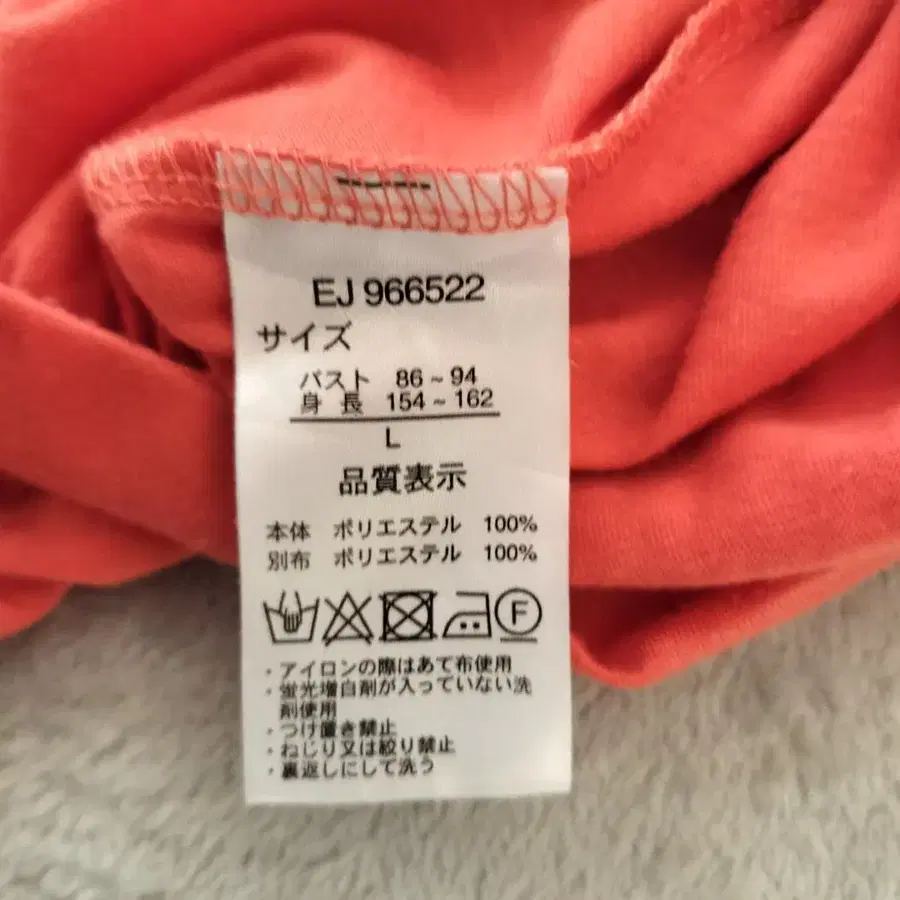 EJ 966522
サイズ
バスト 86～94
身長 154～162
L
品質表示
本体 ポリエステル 100%
別布 ポリエステル 100%
F
・アイロンの際はあて布使用
・蛍光増白剤が入っていない洗
剤使用
・つけ置き禁止
・ねじり又は絞り禁止
・裏返しにして洗う